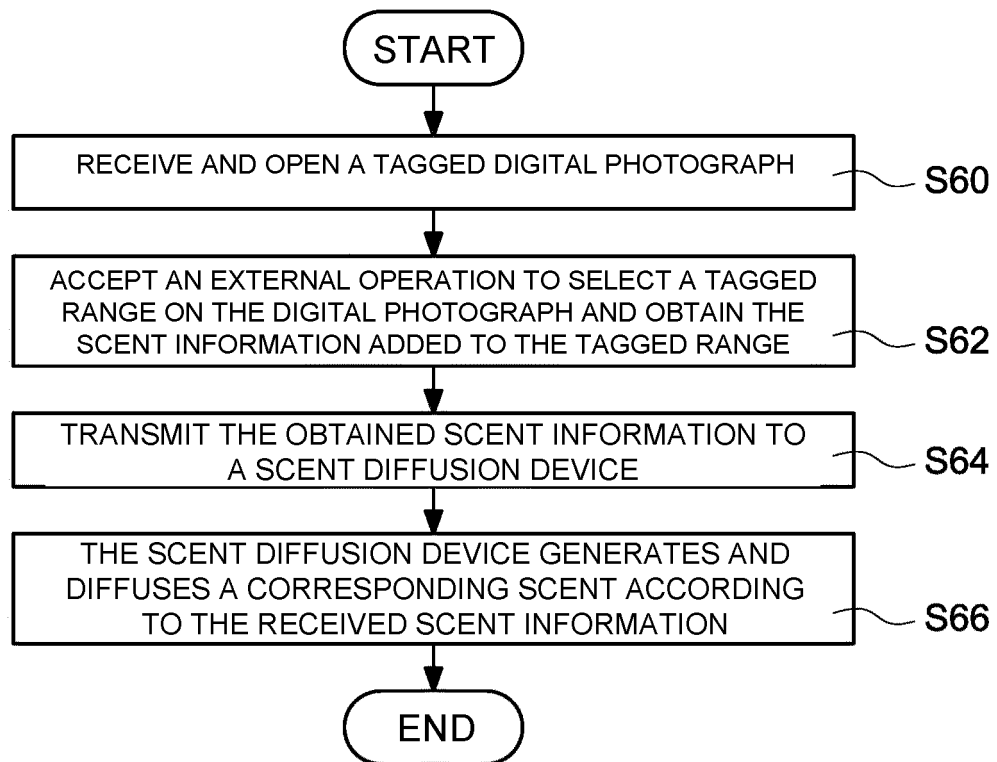 START
RECEIVE AND OPEN A TAGGED DIGITAL PHOTOGRAPH
S60
ACCEPT AN EXTERNAL OPERATION TO SELECT A TAGGED
RANGE ON THE DIGITAL PHOTOGRAPH AND OBTAIN THE
SCENT INFORMATION ADDED TO THE TAGGED RANGE
S62
TRANSMIT THE OBTAINED SCENT INFORMATION TO
A SCENT DIFFUSION DEVICE
S64
THE SCENT DIFFUSION DEVICE GENERATES AND
DIFFUSES A CORRESPONDING SCENT ACCORDING
TO THE RECEIVED SCENT INFORMATION
S66
END